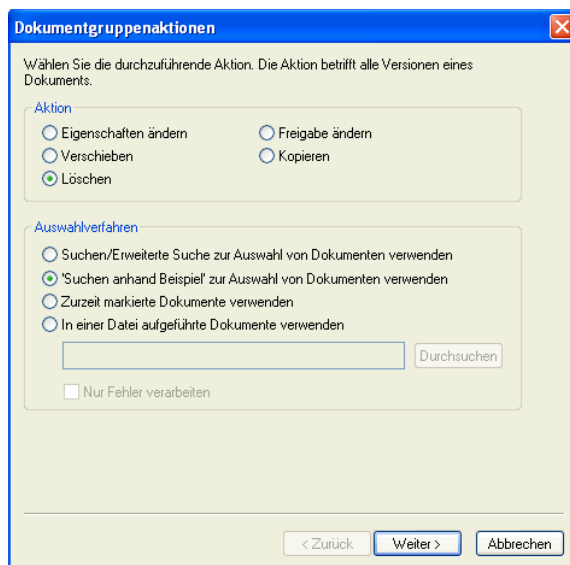 Dokumentgruppenaktionen
Wählen Sie die durchzuführende Aktion. Die Aktion betrifft alle Versionen eines
Dokuments.
Aktion
Eigenschaften ändern
Freigabe ändern
Verschieben
Kopieren
Löschen
Auswahlverfahren
Suchen/Erweiterte Suche zur Auswahl von Dokumenten verwenden
'Suchen anhand Beispiel' zur Auswahl von Dokumenten verwenden
Zurzeit markierte Dokumente verwenden
In einer Datei aufgeführte Dokumente verwenden
Durchsuchen
Nur Fehler verarbeiten
< Zurück Weiter > Abbrechen